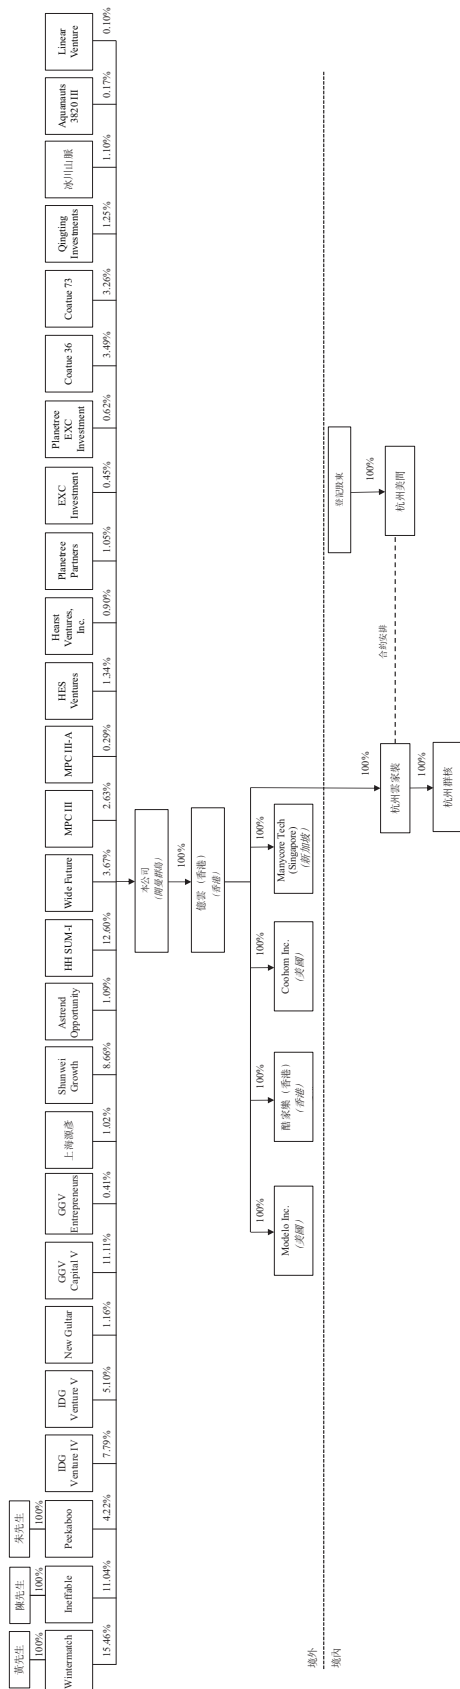 黃先生
陳先生
朱先生
100%
100%
100%
Wintermatch
Ineffable
Peekaboo
IDG
Venture IV
IDG
Venture V
New Guitar
GGV
Capital V
GGV
Entrepreneurs
上海源彥
Shunwei
Growth
Astrend
Opportunity
HH SUM-I
Wide Future
MPC III
MPC III-A
HES
Ventures
Hearst
Ventures,
Inc.
Planetree
Partners
EXC
Investment
Planetree
EXC
Investment
Coatue 36
Coatue 73
Qingting
Investments
冰川山脈
Aquanauts
3820 III
Linear
Venture
15.46%
11.04%
4.22%
7.79%
5.10%
1.16%
11.11%
0.41%
1.02%
8.66%
1.09%
12.60%
3.67%
2.63%
0.29%
1.34%
0.90%
1.05%
0.45%
0.62%
3.49%
3.26%
1.25%
1.10%
0.17%
0.10%
本公司
(開曼群島)
100%
億雲（香港）
(香港)
100%
100%
100%
100%
Modelo Inc.
(美國)
酷家樂（香港）
(香港)
Coohom Inc.
(美國)
Manycore Tech
(Singapore)
(新加坡)
境外
境內
登記股東
100%
100%
杭州雲家裝
合約安排
杭州美間
100%
杭州群核